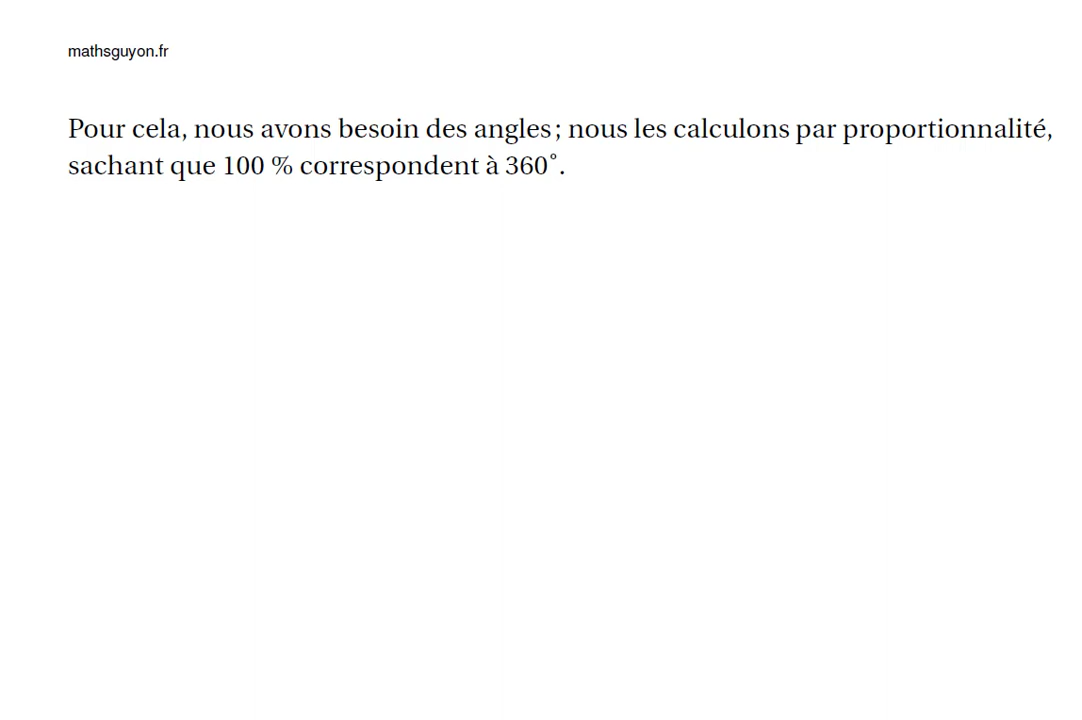 mathsguyon.fr
Pour cela, nous avons besoin des angles ; nous les calculons par proportionnalité,
sachant que 100 % correspondent à 360°.